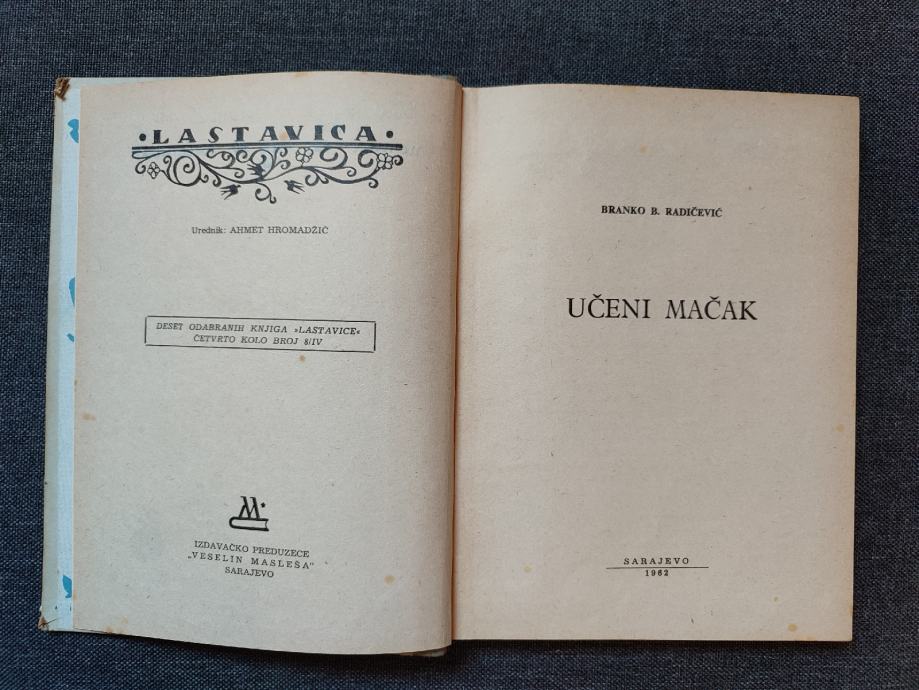 • LASTAVICA •
Urednik: AHMET HROMADŽIĆ
DESET ODABRANIH KNJIGA »LASTAVICE«
ČETVRTO KOLO BROJ 8/IV
IZDAVAČKO PREDUZECE
„VESELIN MASLEŠA"
SARAJEVO
BRANKO B. RADIČEVIĆ
UČENI MAČAK
SARAJEVO
1962